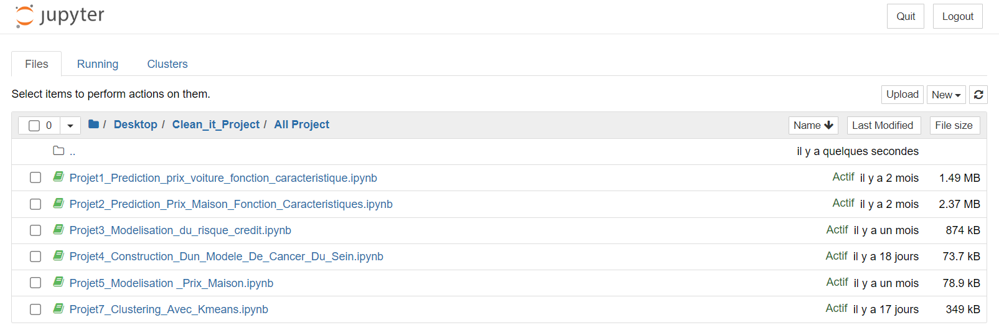 jupyter Quit Logout
Files Running Clusters
Select items to perform actions on them. Upload New
0 / Desktop / Clean_it_Project / All Project Name Last Modified File size
.. il y a quelques secondes
Projet1_Prediction_prix_voiture_fonction_caracteristique.ipynb Actif il y a 2 mois 1.49 MB
Projet2_Prediction_Prix_Maison_Fonction_Caracteristiques.ipynb Actif il y a 2 mois 2.37 MB
Projet3_Modelisation_du_risque_credit.ipynb Actif il y a un mois 874 kB
Projet4_Construction_Dun_Modele_De_Cancer_Du_Sein.ipynb Actif il y a 18 jours 73.7 kB
Projet5_Modelisation _Prix_Maison.ipynb Actif il y a un mois 78.9 kB
Projet7_Clustering_Avec_Kmeans.ipynb Actif il y a 17 jours 349 kB